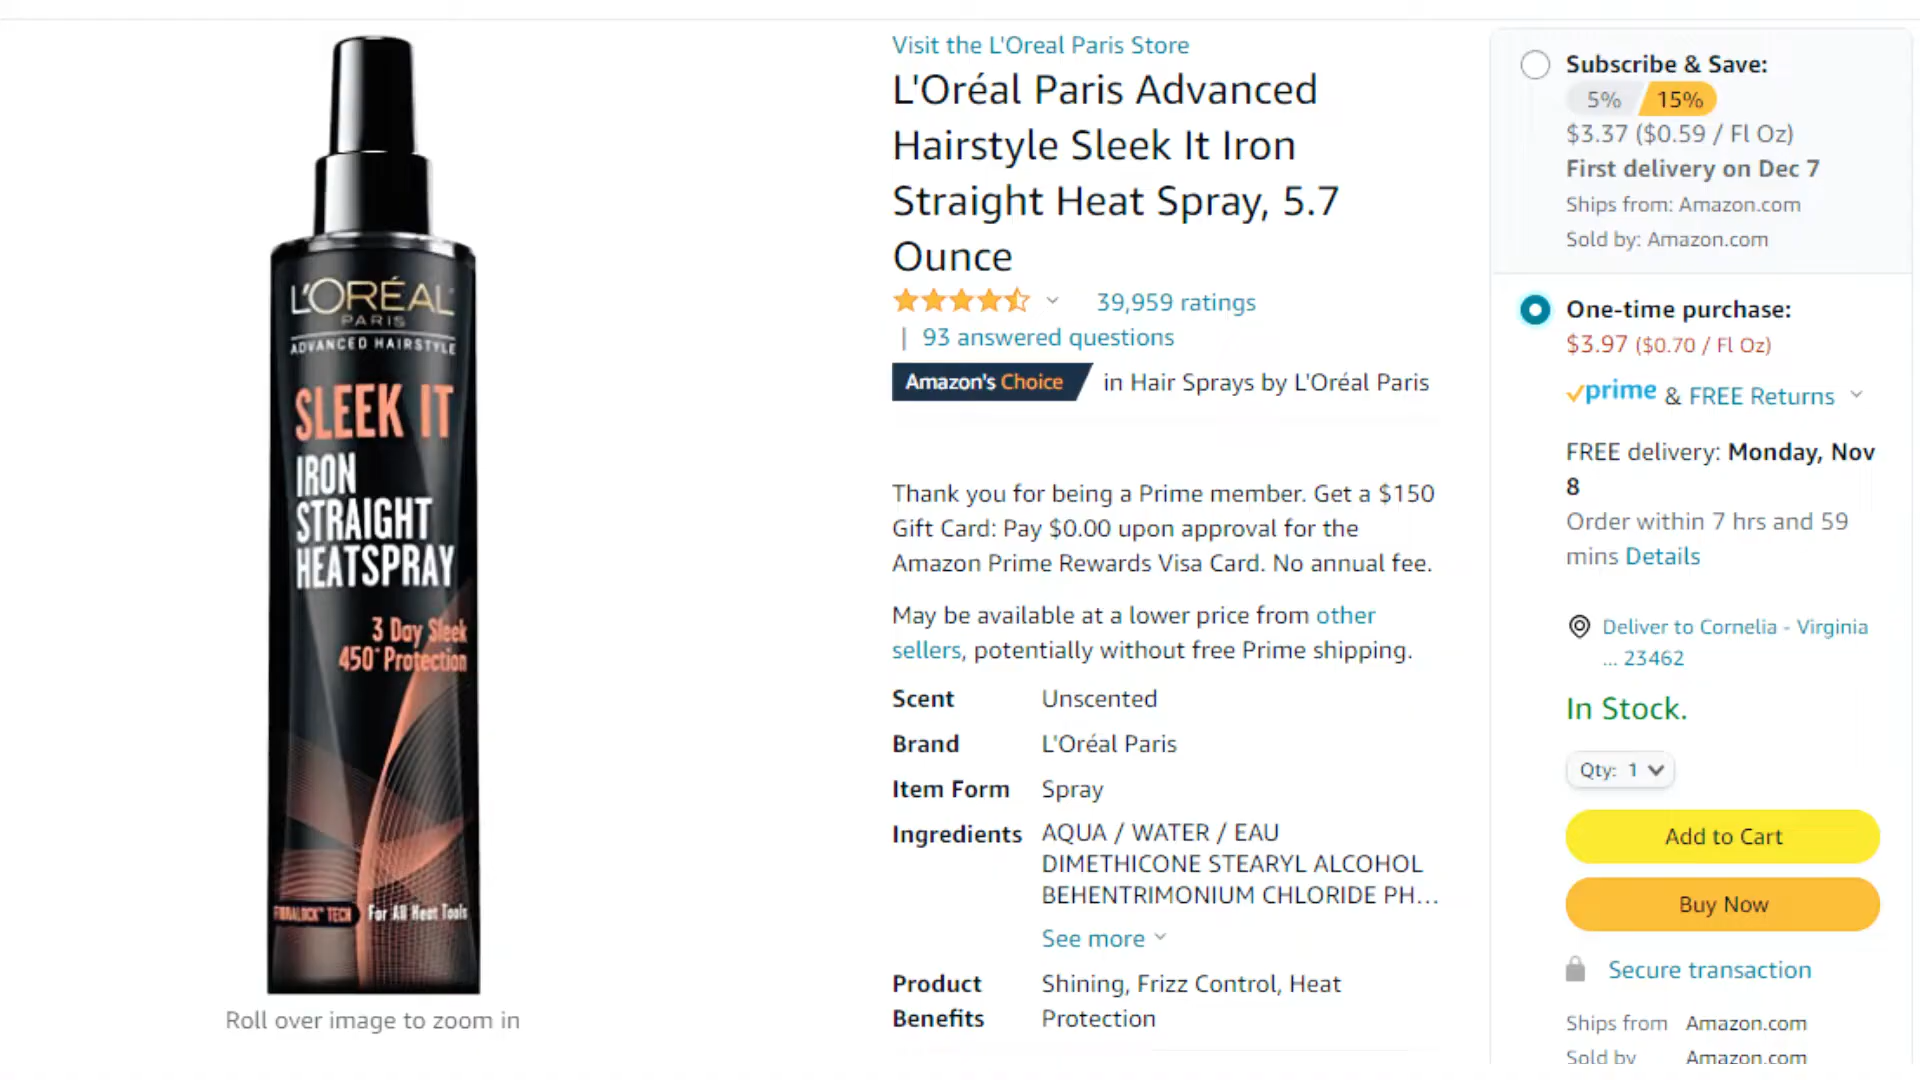 L'ORÉAL
PARIS
ADVANCED HAIRSTYLE
SLEEK IT
IRON
STRAIGHT
HEATSPRAY
3 Day Sleek
450° Protection
TECH
For All Heat Tools
Roll over image to zoom in
Visit the L'Oreal Paris Store
L'Oréal Paris Advanced
Hairstyle Sleek It Iron
Straight Heat Spray, 5.7
Ounce
39,959 ratings
| 93 answered questions
Amazon's Choice in Hair Sprays by L'Oréal Paris
Thank you for being a Prime member. Get a $150
Gift Card: Pay $0.00 upon approval for the
Amazon Prime Rewards Visa Card. No annual fee.
May be available at a lower price from other
sellers, potentially without free Prime shipping.
Scent Unscented
Brand L'Oréal Paris
Item Form Spray
Ingredients AQUA / WATER / EAU
DIMETHICONE STEARYL ALCOHOL
BEHENTRIMONIUM CHLORIDE PH...
See more
Product Shining, Frizz Control, Heat
Benefits Protection
Subscribe & Save:
5% 15%
$3.37 ($0.59 / Fl Oz)
First delivery on Dec 7
Ships from: Amazon.com
Sold by: Amazon.com
One-time purchase:
$3.97 ($0.70 / Fl Oz)
prime & FREE Returns
FREE delivery: Monday, Nov
8
Order within 7 hrs and 59
mins Details
Deliver to Cornelia - Virginia
... 23462
In Stock.
Qty: 1
Add to Cart
Buy Now
Secure transaction
Ships from Amazon.com
Sold by Amazon.com